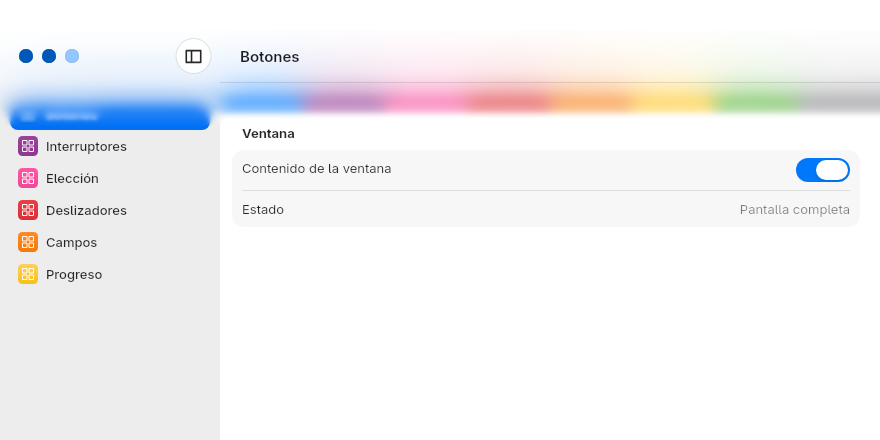 Botones
Interruptores
Elección
Deslizadores
Campos
Progreso
Ventana
Contenido de la ventana
Estado
Pantalla completa